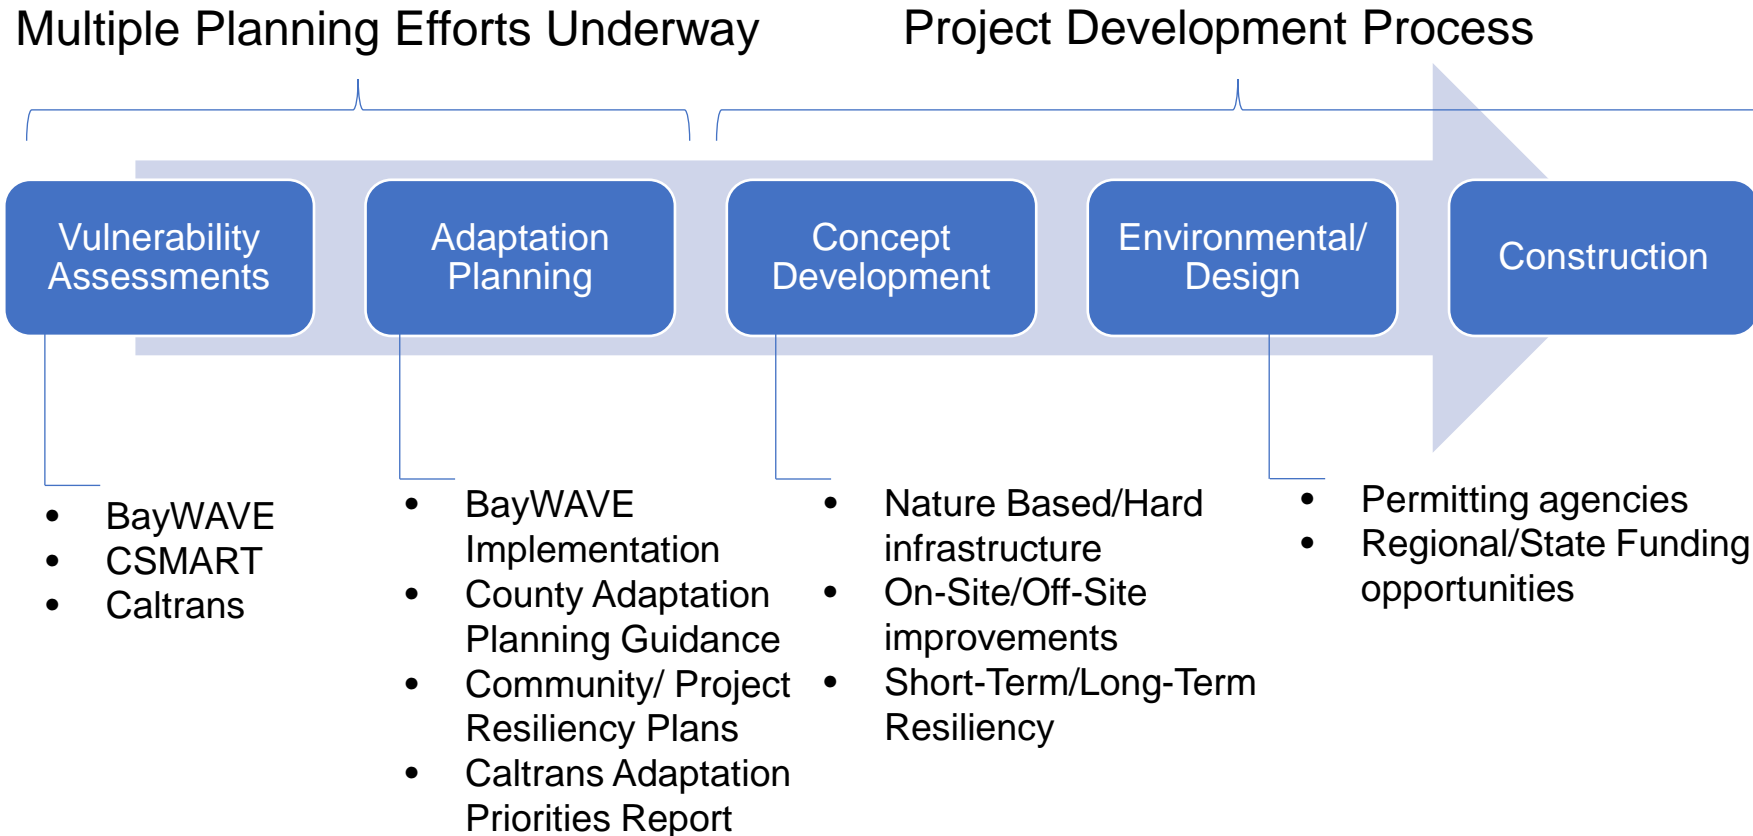 Multiple Planning Efforts Underway
Project Development Process
Vulnerability
Assessments
Adaptation
Planning
Concept
Development
Environmental/
Design
Construction
• BayWAVE
• CSMART
• Caltrans
• BayWAVE
Implementation
• County Adaptation
Planning Guidance
• Community/ Project
Resiliency Plans
• Caltrans Adaptation
Priorities Report
• Nature Based/Hard
infrastructure
• On-Site/Off-Site
improvements
• Short-Term/Long-Term
Resiliency
• Permitting agencies
• Regional/State Funding
opportunities